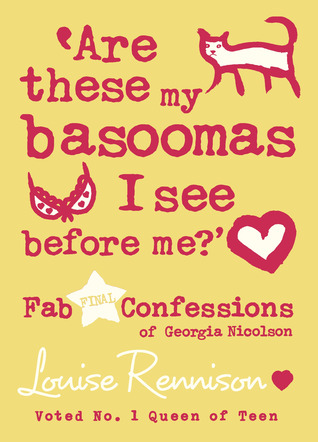 ‘Are
these my
basoomas
I see
before me?’
Fab FINAL Confessions
of Georgia Nicolson
Louise Rennison
Voted No. 1 Queen of Teen